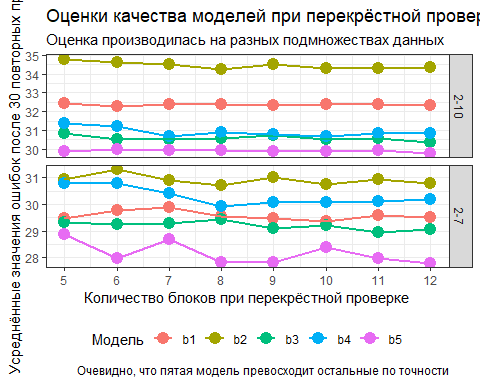 Оценки качества моделей при перекрёстной
Оценка производилась на разных подмножествах данных
Усреднённые значения ошибок после 30 повторных
35
34
33
32
31
30
2-10
31
30
29
28
2-7
5 6 7 8 9 10 11 12
Количество блоков при перекрёстной проверке
Модель b1 b2 b3 b4 b5
Очевидно, что пятая модель превосходит остальные по точности